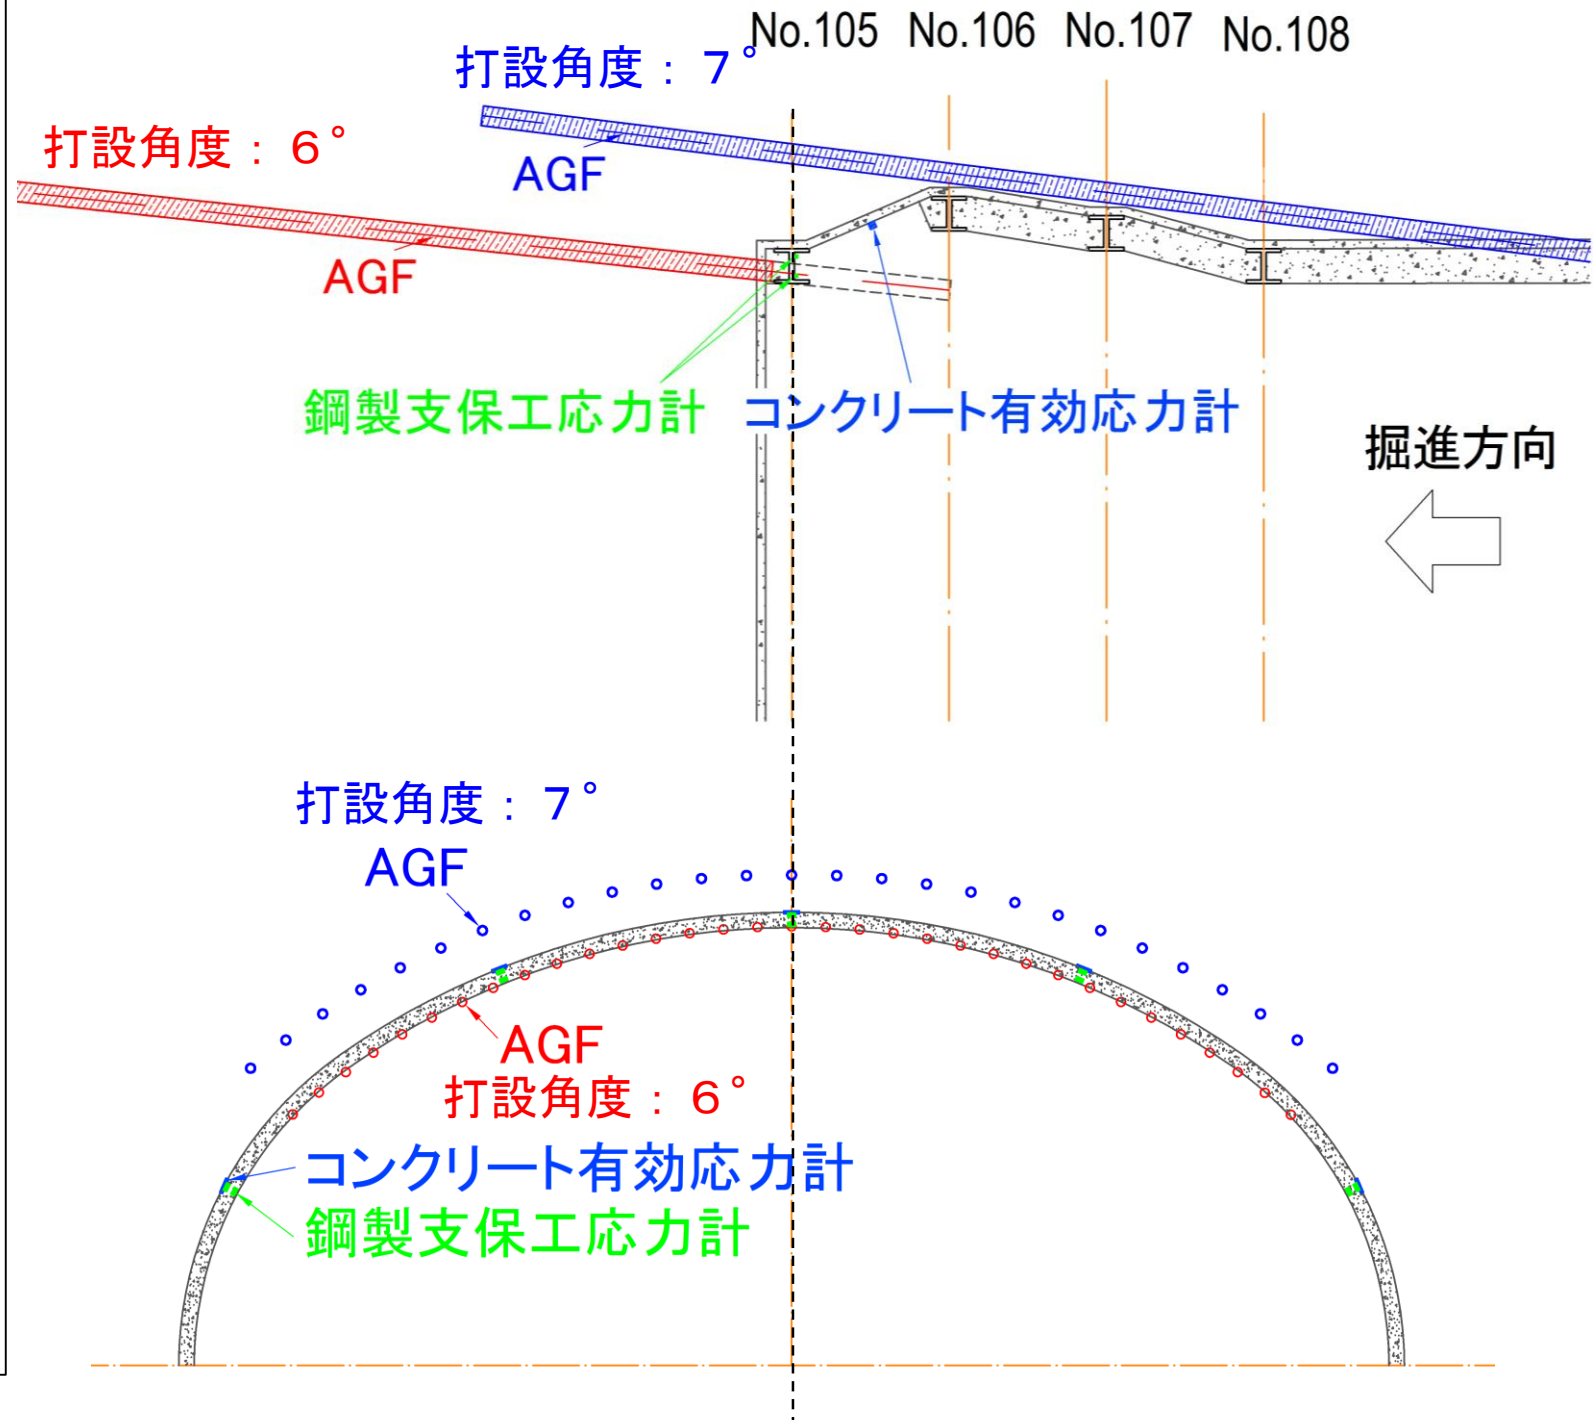 No.105 No.106 No.107 No.108
打設角度：７°
打設角度：６°
AGF
AGF
鋼製支保工応力計 コンクリート有効応力計
掘進方向
打設角度：７°
AGF
AGF
打設角度：６°
コンクリート有効応力計
鋼製支保工応力計